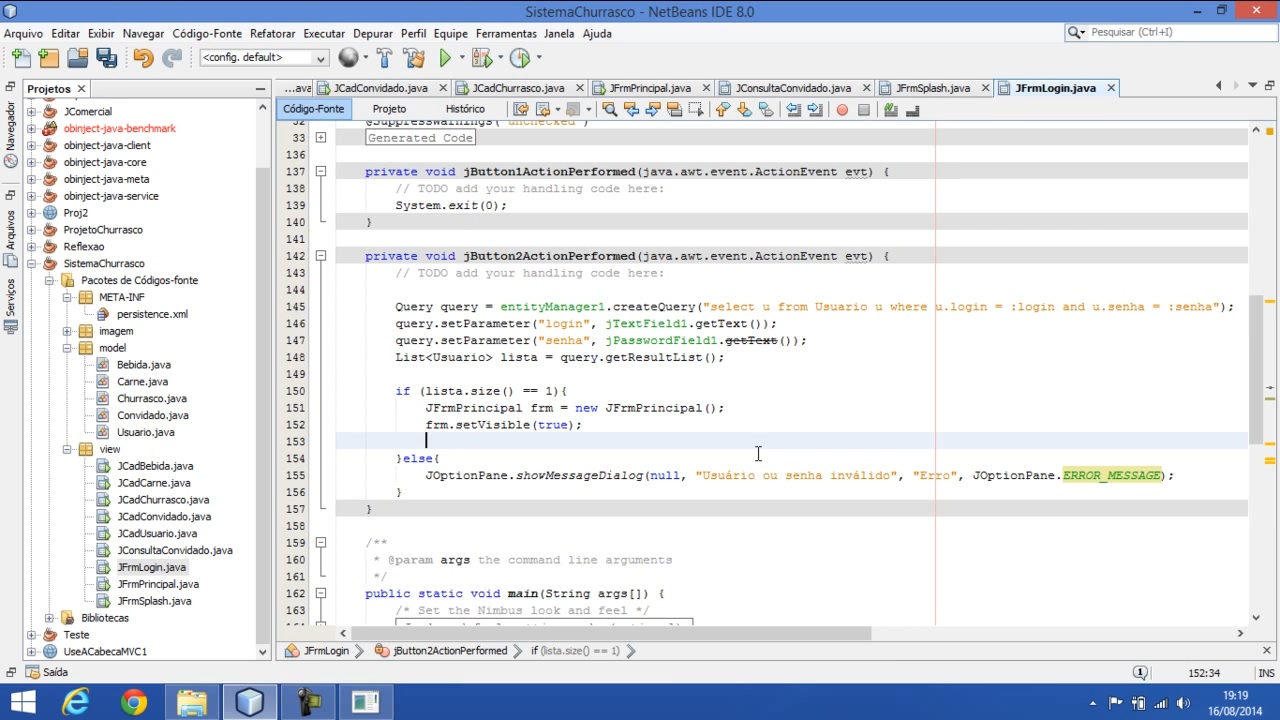 SistemaChurrasco - NetBeans IDE 8.0
Arquivo Editar Exibir Navegar Código-Fonte Refatorar Executar Depurar Perfil Equipe Ferramentas Janela Ajuda
Pesquisar (Ctrl+I)
<config. default>
Projetos
...ava JCadConvidado.java JCadChurrasco.java JFrmPrincipal.java JConsultaConvidado.java JFrmSplash.java JFrmLogin.java
Código-Fonte Projeto Histórico
Navegador
Arquivos
Serviços
JComercial
obinject-java-benchmark
obinject-java-client
obinject-java-core
obinject-java-meta
obinject-java-service
Proj2
ProjetoChurrasco
Reflexao
SistemaChurrasco
Pacotes de Códigos-fonte
META-INF
persistence.xml
imagem
model
Bebida.java
Carne.java
Churrasco.java
Convidado.java
Usuario.java
view
JCadBebida.java
JCadCarne.java
JCadChurrasco.java
JCadConvidado.java
JCadUsuario.java
JConsultaConvidado.java
JFrmLogin.java
JFrmPrincipal.java
JFrmSplash.java
Bibliotecas
Teste
UseACabecaMVC1
32 @SuppressWarnings("unchecked")
33 Generated Code
136
137 private void jButton1ActionPerformed(java.awt.event.ActionEvent evt) {
138 // TODO add your handling code here:
139 System.exit(0);
140 }
141
142 private void jButton2ActionPerformed(java.awt.event.ActionEvent evt) {
143 // TODO add your handling code here:
144
145 Query query = entityManager1.createQuery("select u from Usuario u where u.login = :login and u.senha = :senha");
146 query.setParameter("login", jTextField1.getText());
147 query.setParameter("senha", jPasswordField1.getText());
148 List<Usuario> lista = query.getResultList();
149
150 if (lista.size() == 1){
151 JFrmPrincipal frm = new JFrmPrincipal();
152 frm.setVisible(true);
153
154 }else{
155 JOptionPane.showMessageDialog(null, "Usuário ou senha inválido", "Erro", JOptionPane.ERROR_MESSAGE);
156 }
157 }
158
159 /**
160 * @param args the command line arguments
161 */
162 public static void main(String args[]) {
163 /* Set the Nimbus look and feel */
JFrmLogin jButton2ActionPerformed if (lista.size() == 1)
Saída
1 152:34 INS
19:19
16/08/2014